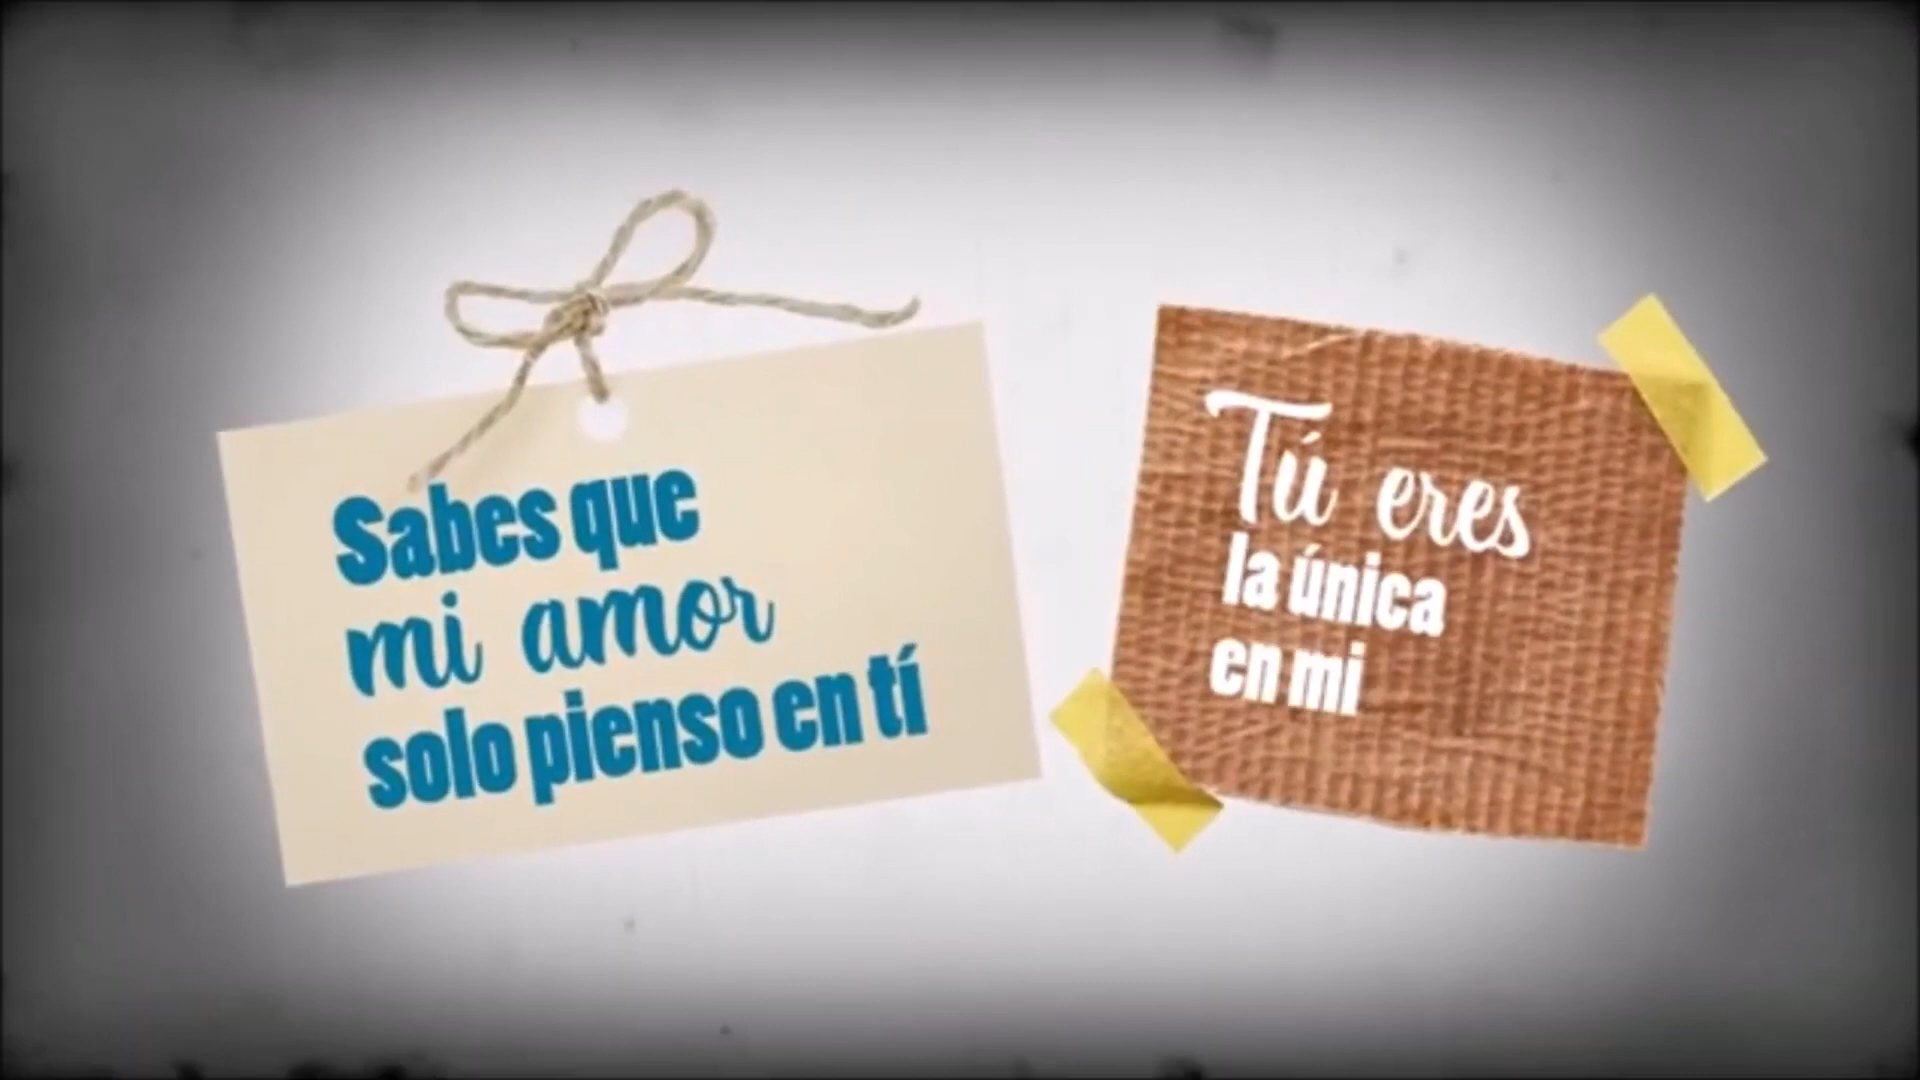 Sabes que
mi amor
solo pienso en tí
Tú eres
la única
en mi